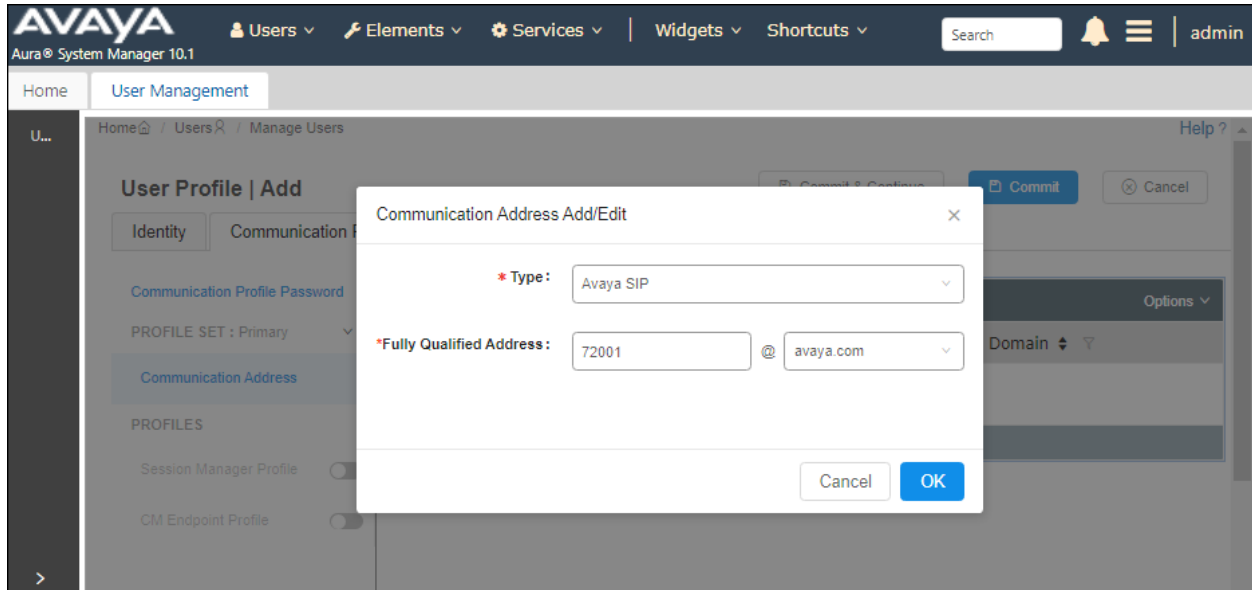 AVAYA
Aura® System Manager 10.1
Users Elements Services | Widgets Shortcuts Search admin
Home User Management
U... Home / Users / Manage Users Help ?
User Profile | Add Commit & Continue Commit Cancel
Communication Address Add/Edit
Identity Communication
* Type: Avaya SIP
Communication Profile Password Options
PROFILE SET : Primary
*Fully Qualified Address: 72001 @ avaya.com Domain
Communication Address
PROFILES
Session Manager Profile
Cancel OK
CM Endpoint Profile